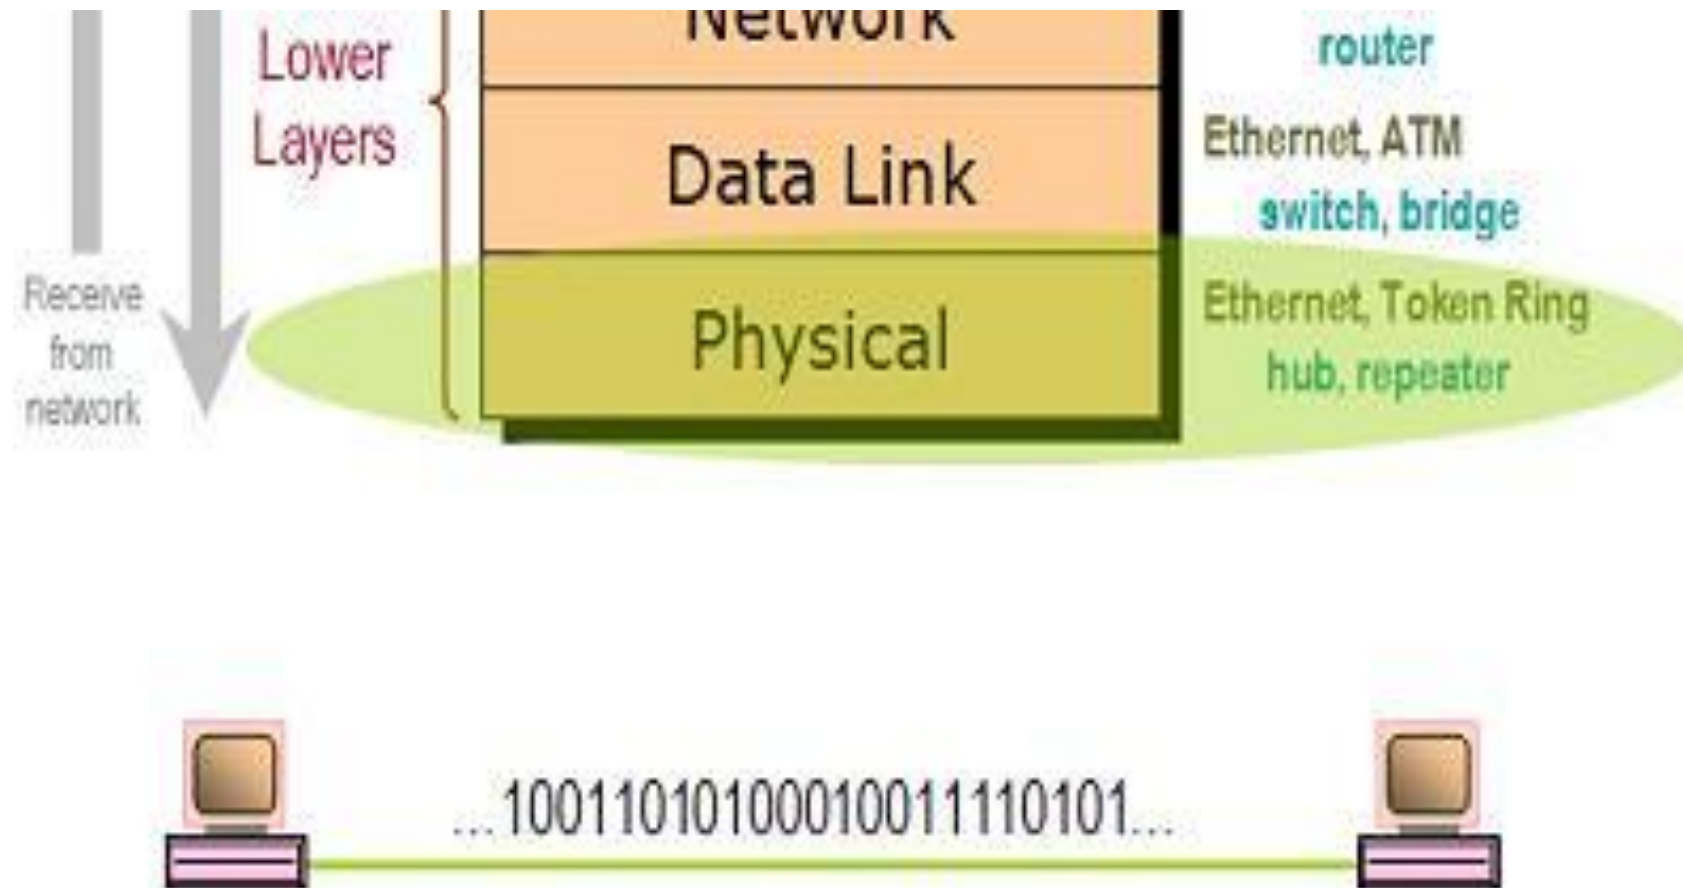 Network
router
Lower
Layers
Ethernet, ATM
Data Link
switch, bridge
Receive
from
network
Ethernet, Token Ring
Physical
hub, repeater
...10011010100010011110101...